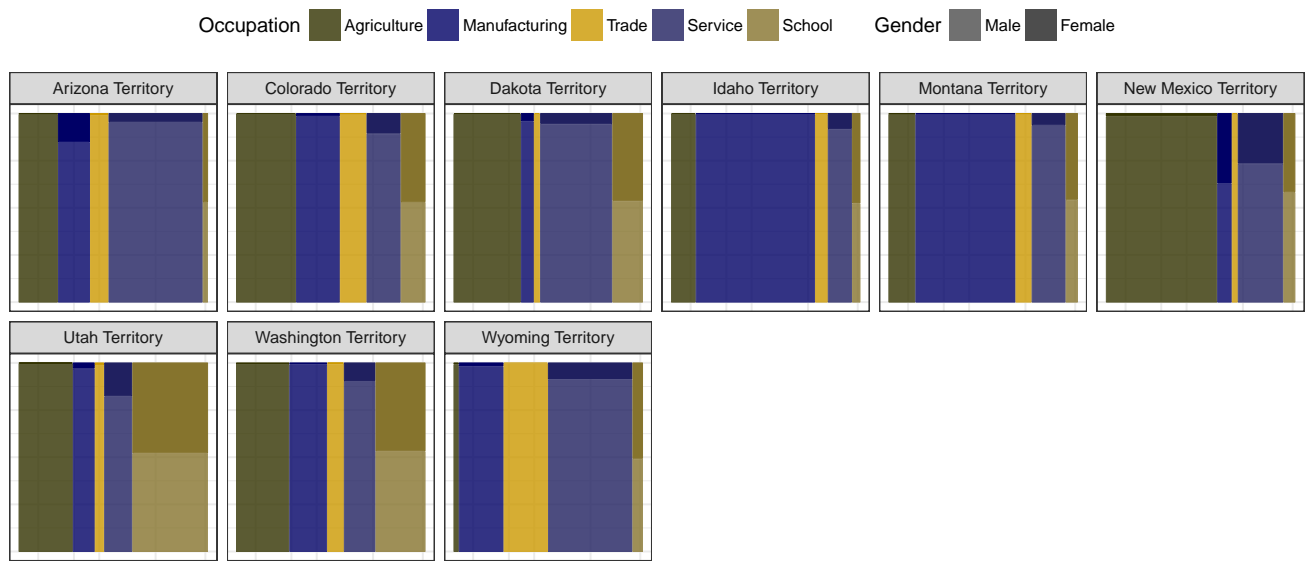 Occupation Agriculture Manufacturing Trade Service School Gender Male Female
Arizona Territory Colorado Territory Dakota Territory Idaho Territory Montana Territory New Mexico Territory
Utah Territory Washington Territory Wyoming Territory